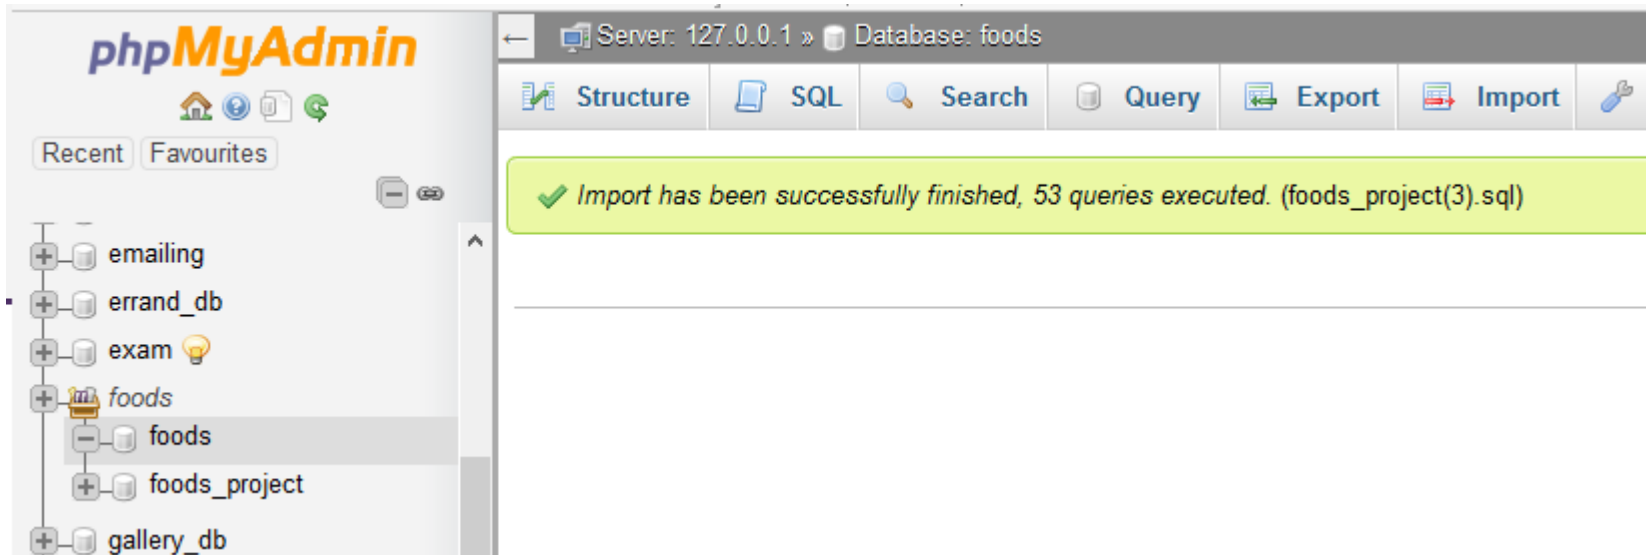 phpMyAdmin
Recent Favourites
emailing
errand_db
exam
foods
foods
foods_project
gallery_db
Server: 127.0.0.1 » Database: foods
Structure SQL Search Query Export Import
Import has been successfully finished, 53 queries executed. (foods_project(3).sql)